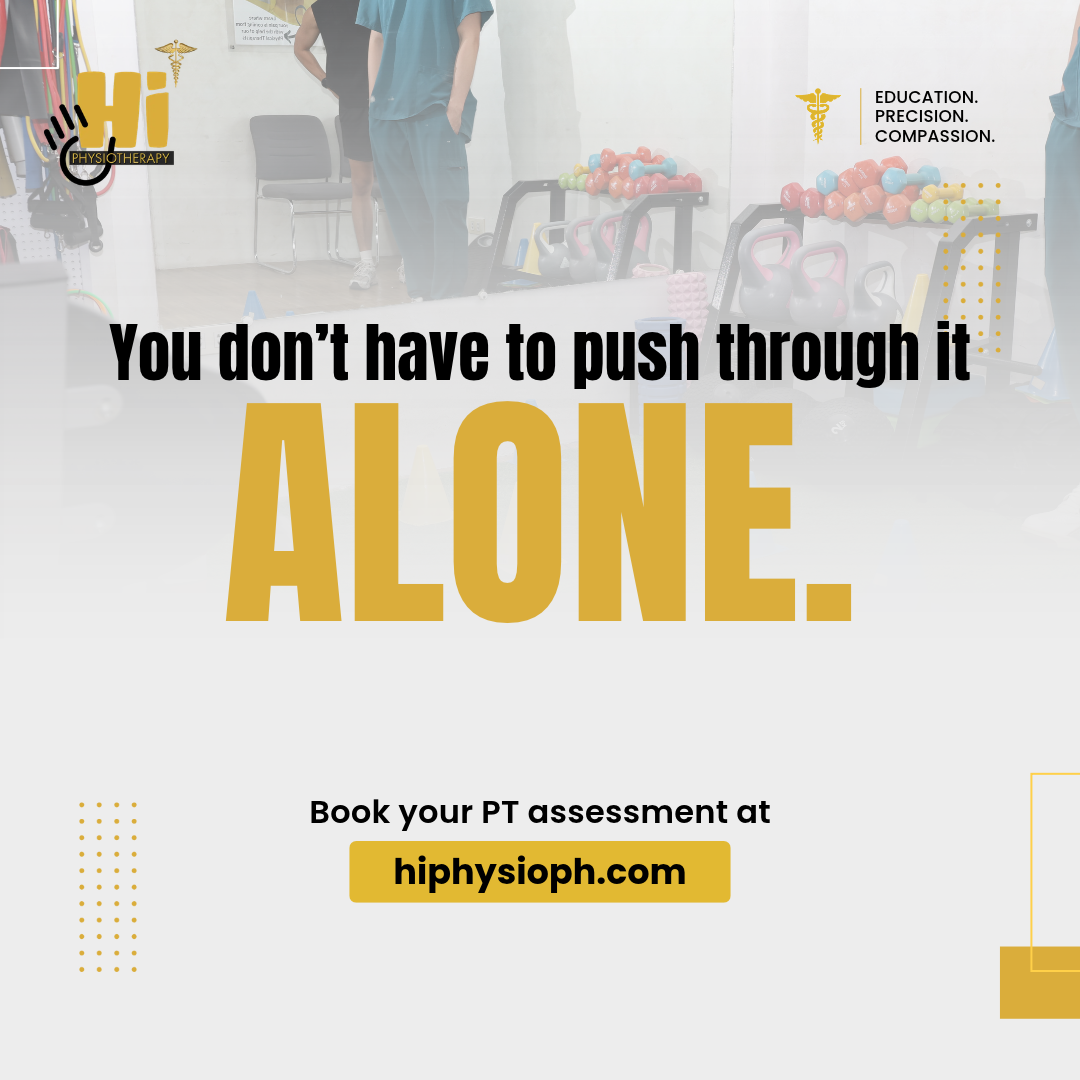 Hi
PHYSIOTHERAPY
EDUCATION.
PRECISION.
COMPASSION.
You don’t have to push through it
ALONE.
Book your PT assessment at
hiphysioph.com